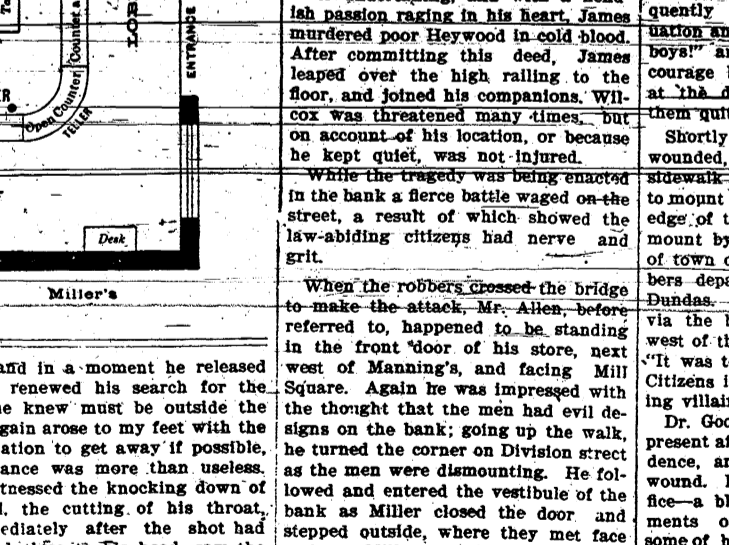 LOB
Counter a
ENTRANCE
Open Counter
TELLER
Desk
Miller's
and in a moment he released
renewed his search for the
knew must be outside the
gain arose to my feet with the
ation to get away if possible,
ance was more than useless.
tnessed the knocking down of
the cutting of his throat,
ediately after the shot had
ish passion raging in his heart, James
murdered poor Heywood in cold blood.
After committing this deed, James
leaped over the high railing to the
floor, and joined his companions. Wil-
cox was threatened many times, but
on account of his location, or because
he kept quiet, was not injured.
While the tragedy was being enacted
in the bank a fierce battle waged on the
street, a result of which showed the
law-abiding citizens had nerve and
grit.
When the robbers crossed the bridge
to make the attack, Mr. Allen, before
referred to, happened to be standing
in the front door of his store, next
west of Manning's, and facing Mill
Square. Again he was impressed with
the thought that the men had evil de-
signs on the bank; going up the walk,
he turned the corner on Division street
as the men were dismounting. He fol-
lowed and entered the vestibule of the
bank as Miller closed the door and
stepped outside, where they met face
quently
uation an
boys!" a
courage
at the d
them quit
Shortly
wounded,
sidewalk
to mount
edge of t
mount by
of town o
bers depa
Dundas.
via the b
west of th
"It was t
Citizens i
ing villai
Dr. Goo
present af
dence, a
wound.
fice—a bl
ments o
some of h